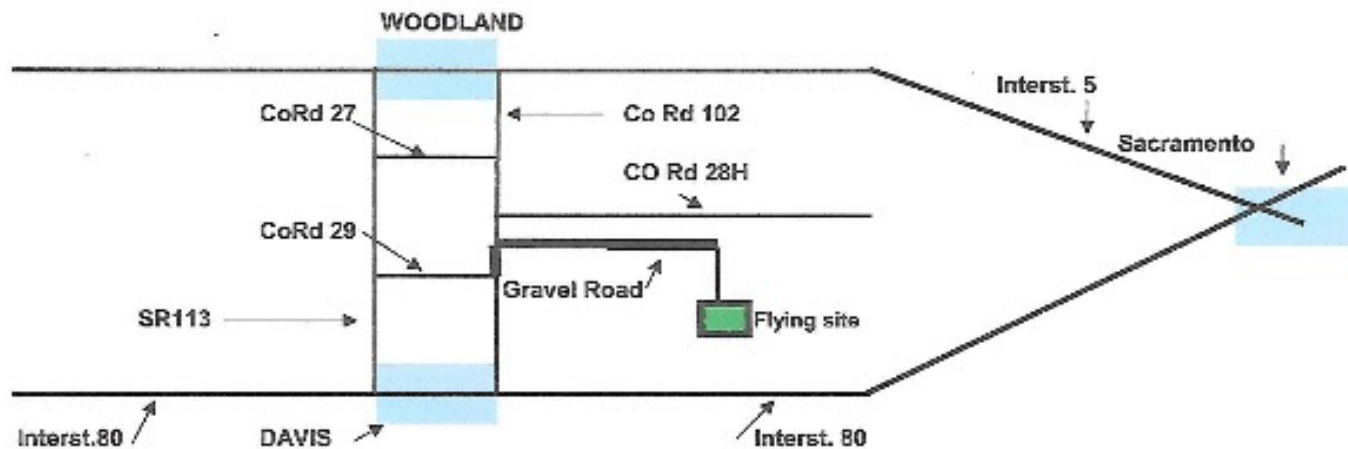 WOODLAND
Interst. 5
CoRd 27
Co Rd 102
Sacramento
CO Rd 28H
CoRd 29
Gravel Road
SR113
Flying site
Interst.80
DAVIS
Interst. 80